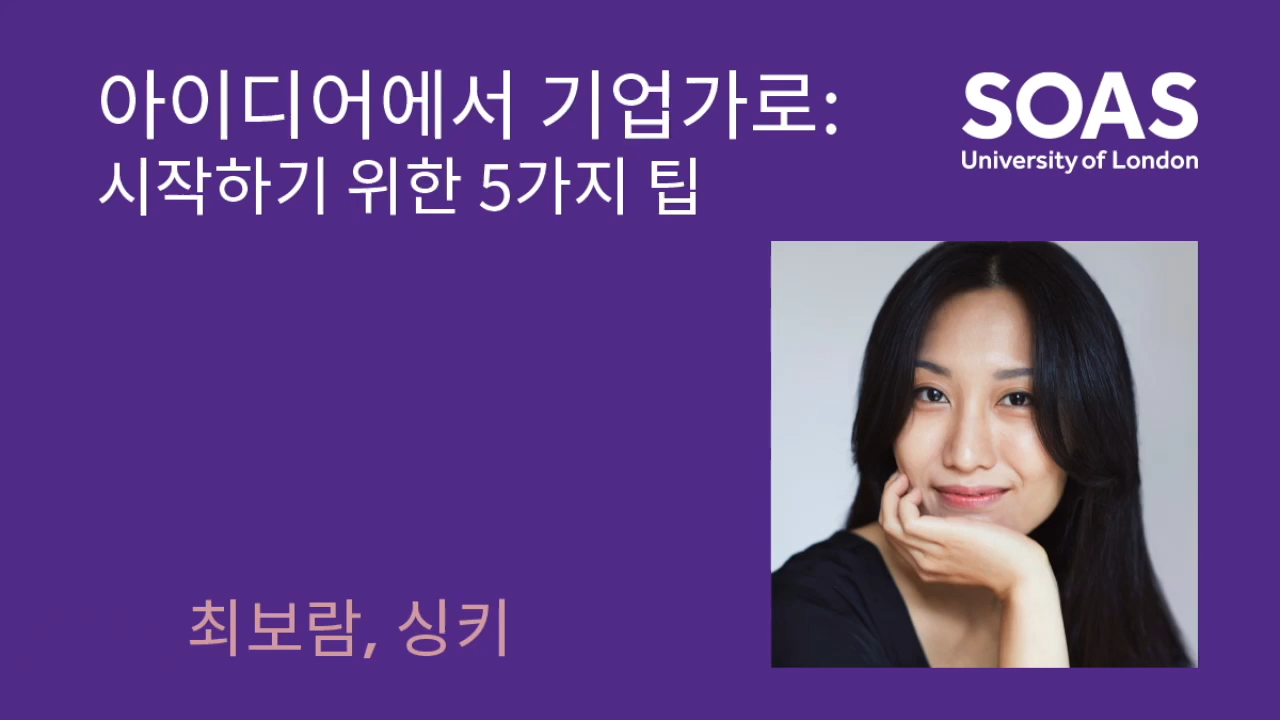 아이디어에서 기업가로:
시작하기 위한 5가지 팁
SOAS
University of London
최보람, 싱키